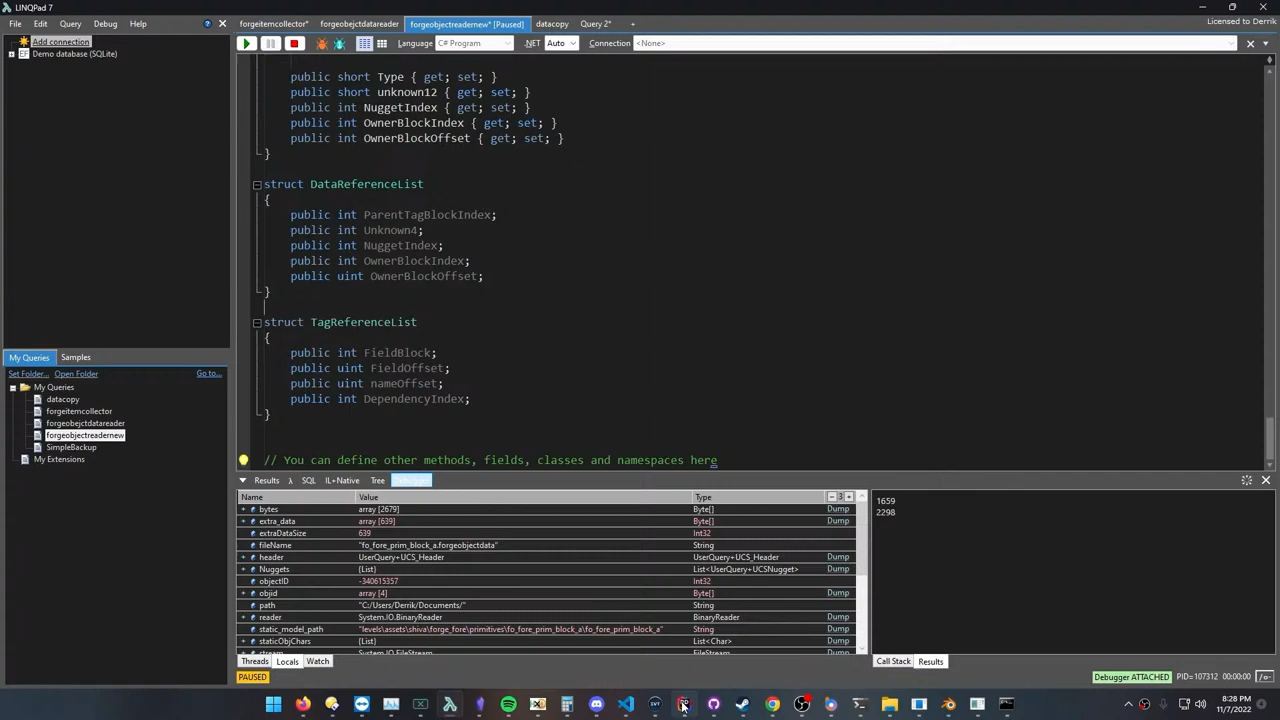 LINQPad 7
File Edit Query Debug Help
forgeitemcollector* forgeobejctdatareader forgeobjectreadernew* [Paused] datacopy Query 2* +
Licensed to Derrik
Add connection
Demo database (SQLite)
Language C# Program .NET Auto Connection <None>
public short Type { get; set; }
public short unknown12 { get; set; }
public int NuggetIndex { get; set; }
public int OwnerBlockIndex { get; set; }
public int OwnerBlockOffset { get; set; }
}
struct DataReferenceList
{
public int ParentTagBlockIndex;
public int Unknown4;
public int NuggetIndex;
public int OwnerBlockIndex;
public uint OwnerBlockOffset;
}
struct TagReferenceList
{
public int FieldBlock;
public uint FieldOffset;
public uint nameOffset;
public int DependencyIndex;
}
// You can define other methods, fields, classes and namespaces here
My Queries Samples
Set Folder... Open Folder Go to...
My Queries
datacopy
forgeitemcollector
forgeobejctdatareader
forgeobjectreadernew
SimpleBackup
My Extensions
Results λ SQL IL+Native Tree
Name Value Type 3
bytes array [2679] Byte[] Dump
extra_data array [639] Byte[] Dump
extraDataSize 639 Int32
fileName "fo_fore_prim_block_a.forgeobjectdata" String
header UserQuery+UCS_Header UserQuery+UCS_Header Dump
Nuggets {List} List<UserQuery+UCSNugget> Dump
objectID -340615357 Int32
objid array [4] Byte[] Dump
path "C:/Users/Derrik/Documents/" String
reader System.IO.BinaryReader BinaryReader Dump
static_model_path "levels\assets\shiva\forge_fore\primitives\fo_fore_prim_block_a\fo_fore_prim_block_a" String
staticObjChars {List} List<Char> Dump
stream System.IO.FileStream FileStream Dump
1659
2298
Threads Locals Watch
Call Stack Results
PAUSED
Debugger ATTACHED PID: 107312 00:00:00 /o-
8:28 PM
11/7/2022